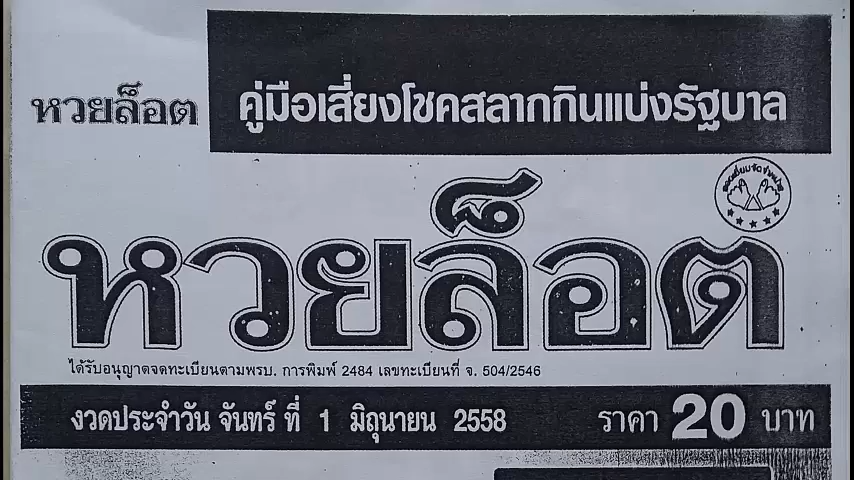 หวยล็อต
คู่มือเสี่ยงโชคสลากกินแบ่งรัฐบาล
หวยล็อต
ได้รับอนุญาตจดทะเบียนตามพรบ. การพิมพ์ 2484 เลขทะเบียนที่ จ. 504/2546
งวดประจำวัน จันทร์ ที่ 1 มิถุนายน 2558 ราคา 20 บาท